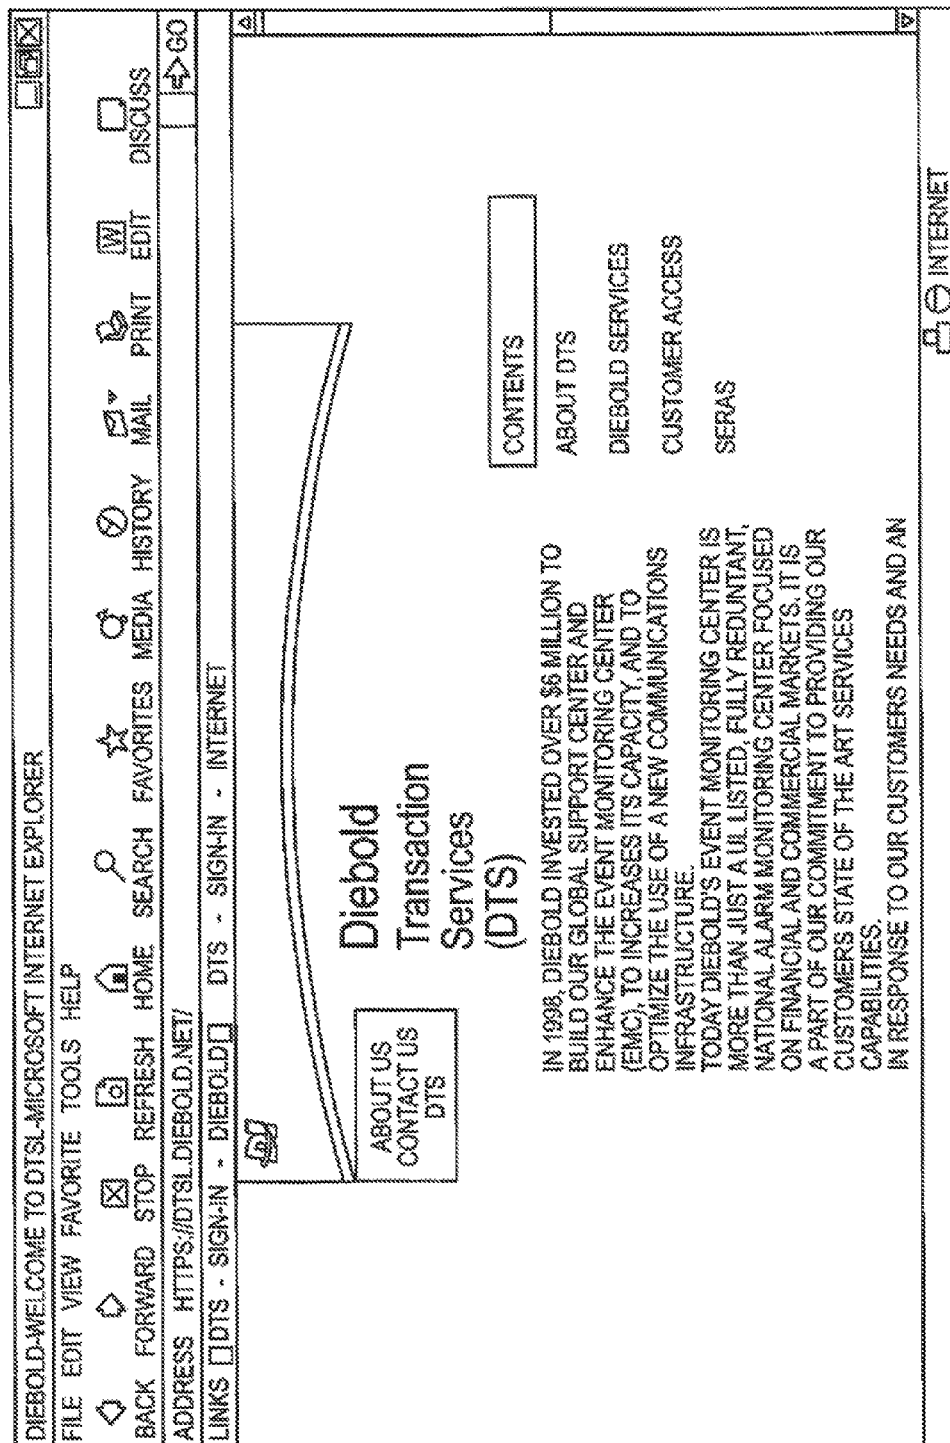 DIEBOLD-WELCOME TO DTSL-MICROSOFT INTERNET EXPLORER
FILE EDIT VIEW FAVORITE TOOLS HELP
BACK FORWARD STOP REFRESH HOME SEARCH FAVORITES MEDIA HISTORY MAIL PRINT EDIT DISCUSS
ADDRESS HTTPS://DTSL.DIEBOLD.NET/ GO
LINKS DTS - SIGN-IN - DIEBOLD DTS - SIGN-IN - INTERNET
D
W
ABOUT US
CONTACT US
DTS
Diebold
Transaction
Services
(DTS)
CONTENTS
ABOUT DTS
DIEBOLD SERVICES
CUSTOMER ACCESS
SERAS
IN 1998, DIEBOLD INVESTED OVER $6 MILLION TO
BUILD OUR GLOBAL SUPPORT CENTER AND
ENHANCE THE EVENT MONITORING CENTER
(EMC), TO INCREASES ITS CAPACITY, AND TO
OPTIMIZE THE USE OF A NEW COMMUNICATIONS
INFRASTRUCTURE.
TODAY DIEBOLD'S EVENT MONITORING CENTER IS
MORE THAN JUST A UL LISTED, FULLY REDUNTANT,
NATIONAL ALARM MONITORING CENTER FOCUSED
ON FINANCIAL AND COMMERCIAL MARKETS. IT IS
A PART OF OUR COMMITMENT TO PROVIDING OUR
CUSTOMERS STATE OF THE ART SERVICES
CAPABILITIES.
IN RESPONSE TO OUR CUSTOMERS NEEDS AND AN
INTERNET